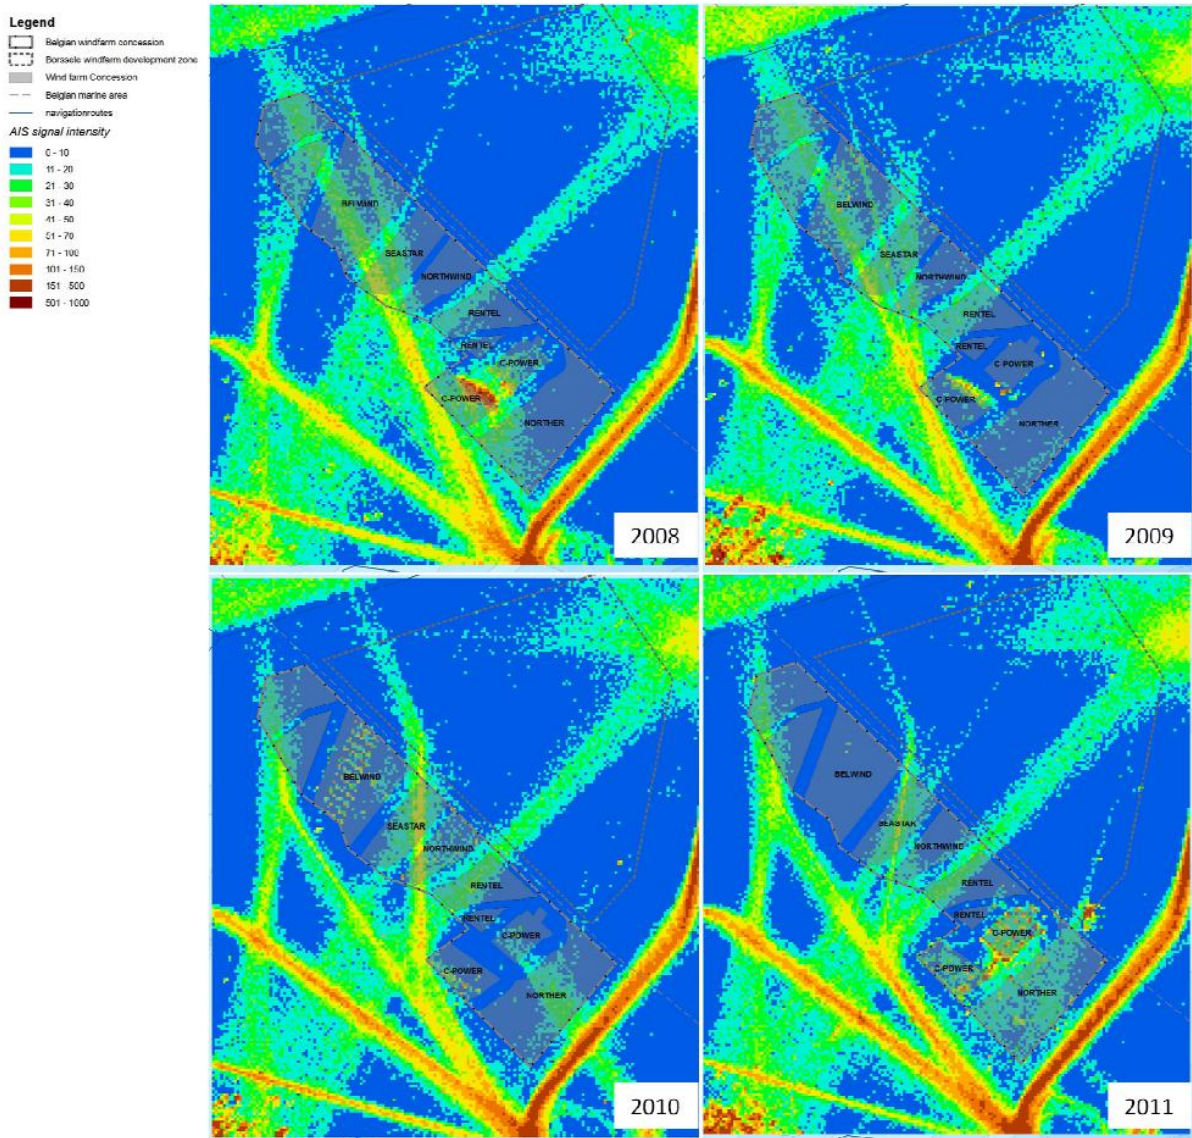 Legend
Belgian windfarm concession
Borssele windfarm development zone
Wind farm Concession
Belgian marine area
navigationroutes
AIS signal intensity
0 - 10
11 - 20
21 - 30
31 - 40
41 - 50
51 - 70
71 - 100
101 - 150
151 - 500
501 - 1000
BELWIND
SEASTAR
NORTHWIND
RENTEL
RENTEL
C-POWER
C-POWER
NORTHER
2008
BELWIND
SEASTAR
NORTHWIND
RENTEL
RENTEL
C-POWER
C-POWER
NORTHER
2009
BELWIND
SEASTAR
NORTHWIND
RENTEL
RENTEL
C-POWER
C-POWER
NORTHER
2010
BELWIND
SEASTAR
NORTHWIND
RENTEL
RENTEL
C-POWER
C-POWER
NORTHER
2011